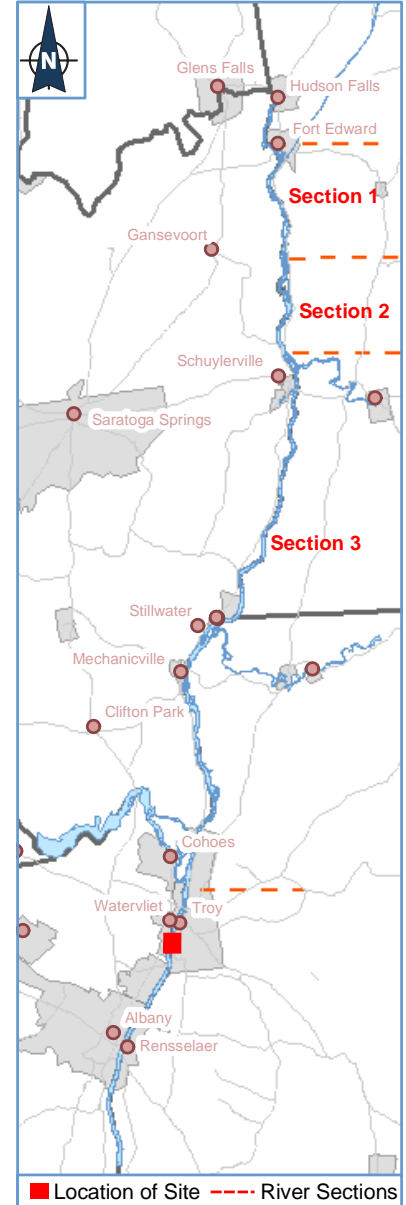 N
Glens Falls
Hudson Falls
Fort Edward
Section 1
Gansevoort
Section 2
Schuylerville
Saratoga Springs
Section 3
Stillwater
Mechanicville
Clifton Park
Cohoes
Watervliet
Troy
Albany
Rensselaer
Location of Site
River Sections